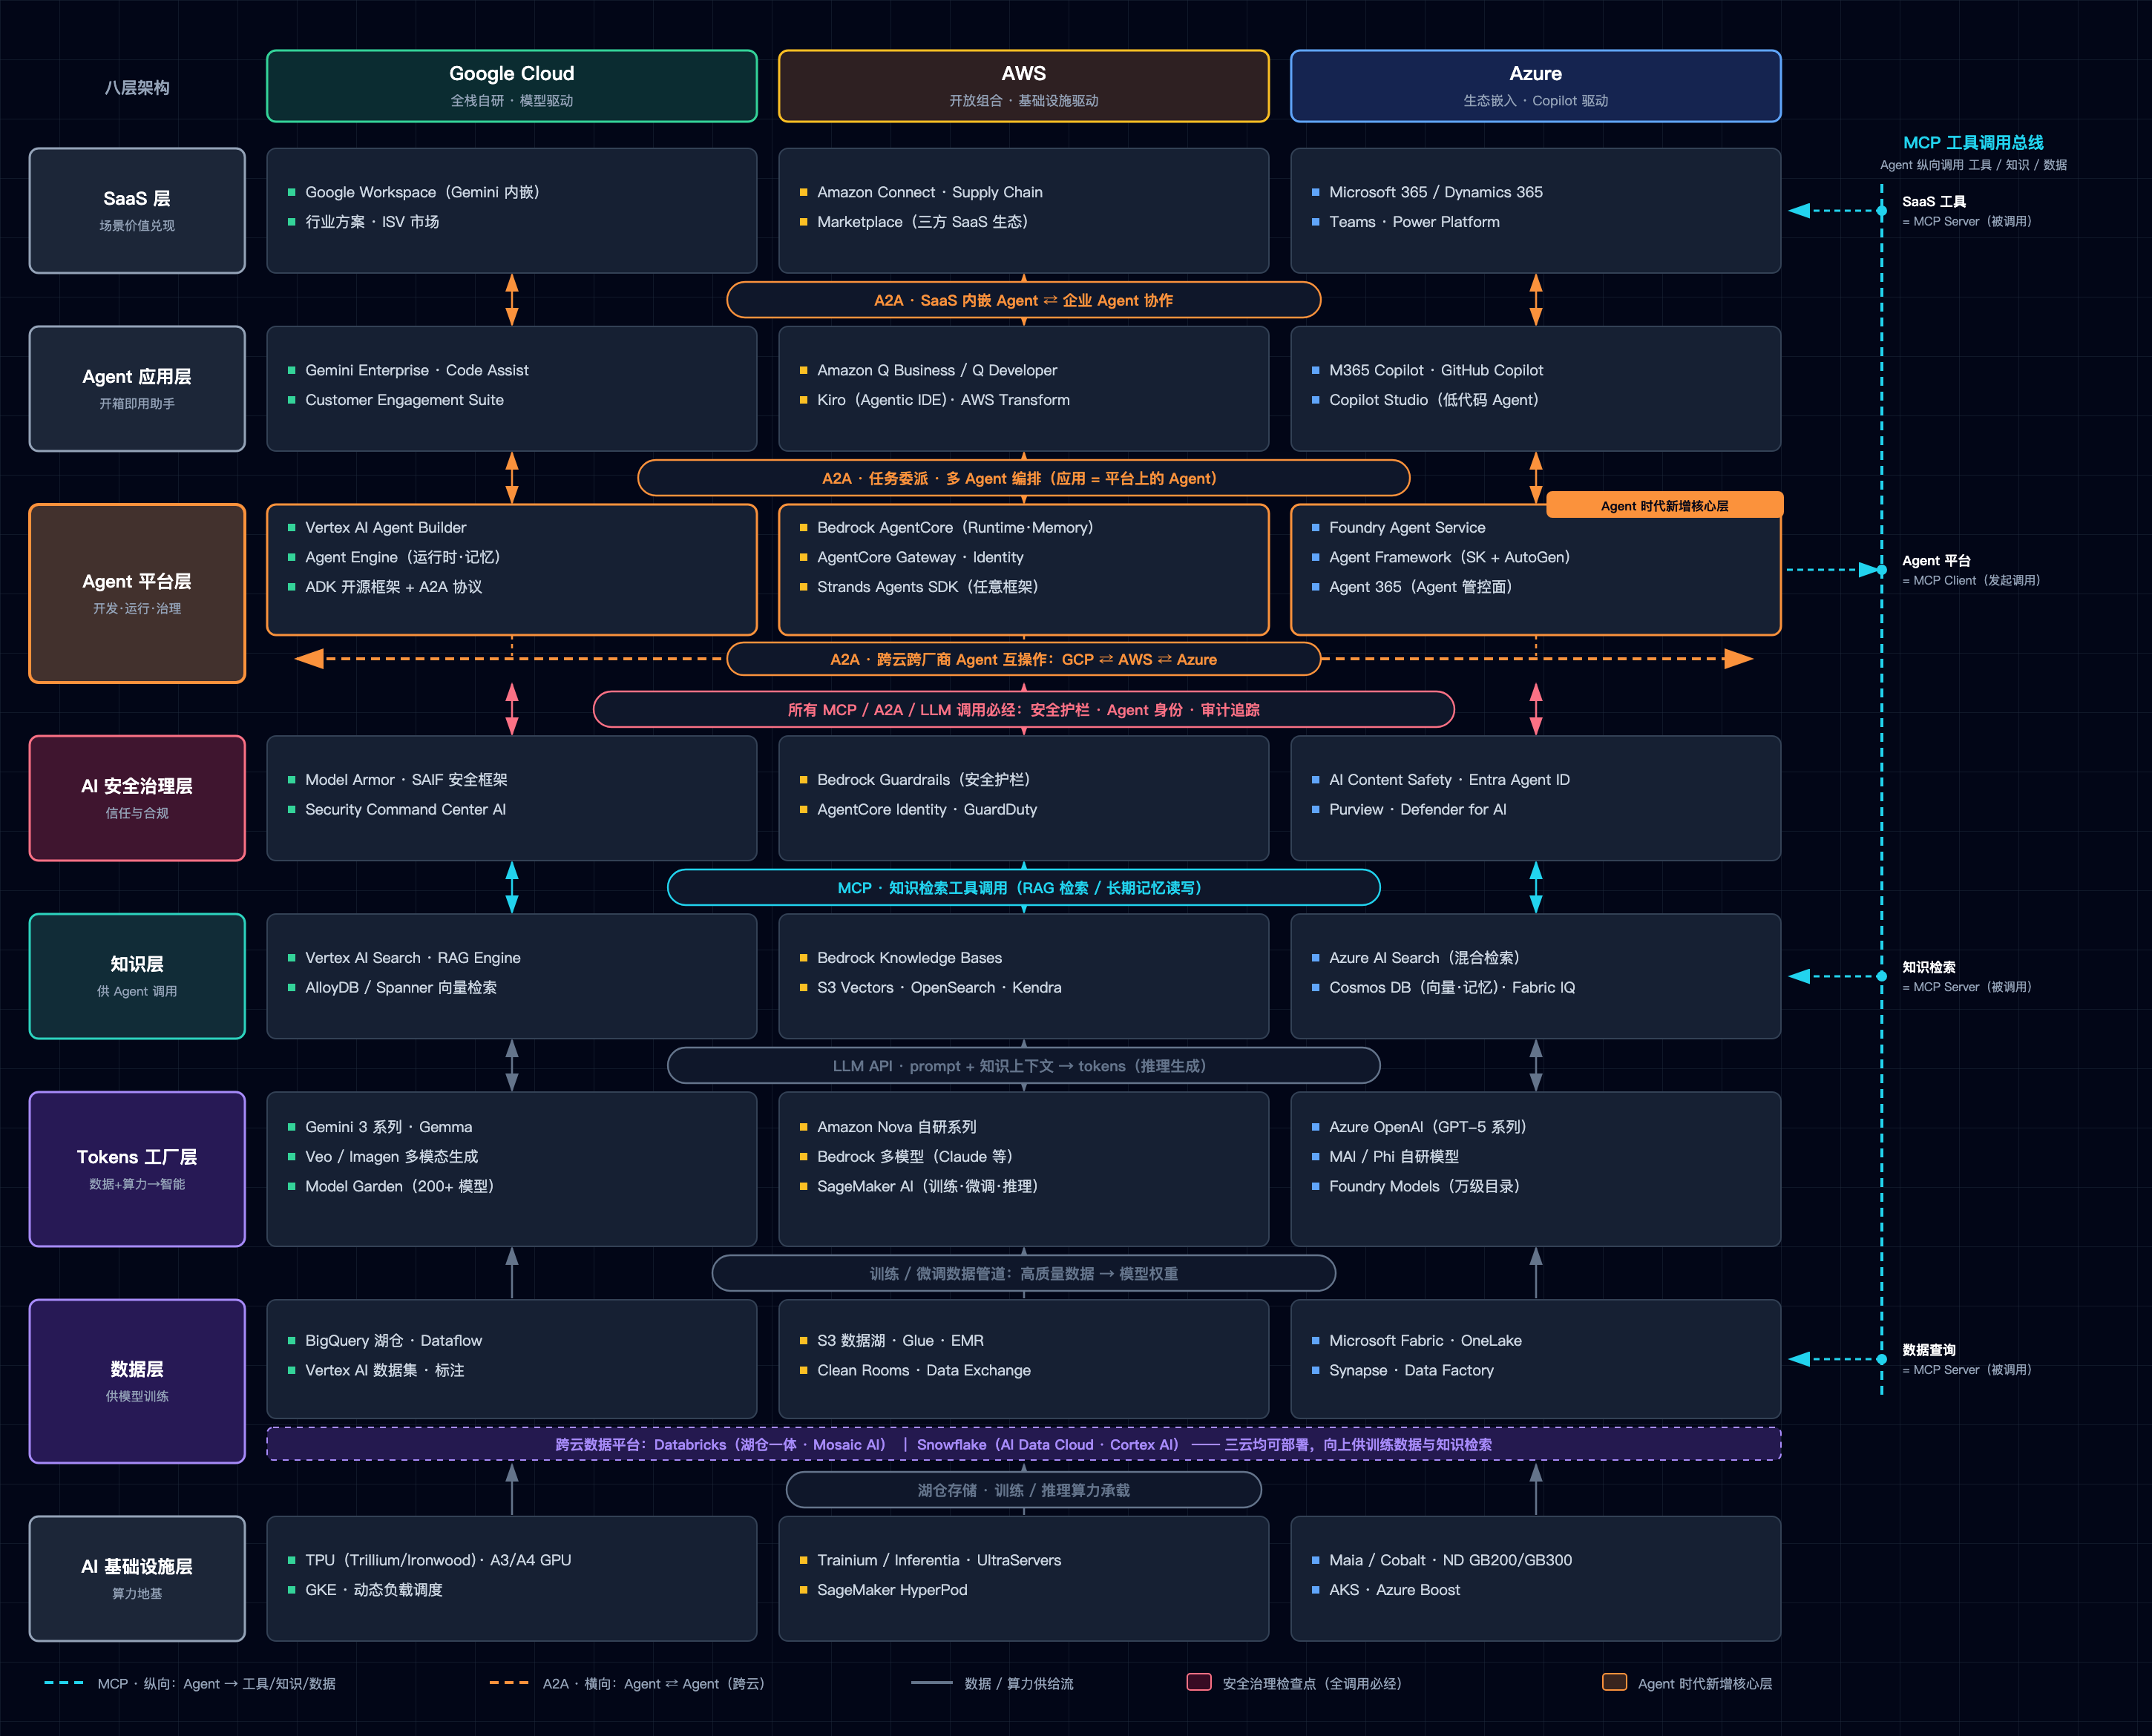 八层架构
Google Cloud
全栈自研 · 模型驱动
AWS
开放组合 · 基础设施驱动
Azure
生态嵌入 · Copilot 驱动
MCP 工具调用总线
Agent 纵向调用 工具 / 知识 / 数据
SaaS 层
场景价值兑现
Google Workspace（Gemini 内嵌）
行业方案 · ISV 市场
Amazon Connect · Supply Chain
Marketplace（三方 SaaS 生态）
Microsoft 365 / Dynamics 365
Teams · Power Platform
SaaS 工具
= MCP Server（被调用）
A2A · SaaS 内嵌 Agent ⇄ 企业 Agent 协作
Agent 应用层
开箱即用助手
Gemini Enterprise · Code Assist
Customer Engagement Suite
Amazon Q Business / Q Developer
Kiro（Agentic IDE）· AWS Transform
M365 Copilot · GitHub Copilot
Copilot Studio（低代码 Agent）
A2A · 任务委派 · 多 Agent 编排（应用 = 平台上的 Agent）
Agent 时代新增核心层
Agent 平台层
开发·运行·治理
Vertex AI Agent Builder
Agent Engine（运行时·记忆）
ADK 开源框架 + A2A 协议
Bedrock AgentCore（Runtime·Memory）
AgentCore Gateway · Identity
Strands Agents SDK（任意框架）
Foundry Agent Service
Agent Framework（SK + AutoGen）
Agent 365（Agent 管控面）
Agent 平台
= MCP Client（发起调用）
A2A · 跨云跨厂商 Agent 互操作：GCP ⇄ AWS ⇄ Azure
所有 MCP / A2A / LLM 调用必经：安全护栏 · Agent 身份 · 审计追踪
AI 安全治理层
信任与合规
Model Armor · SAIF 安全框架
Security Command Center AI
Bedrock Guardrails（安全护栏）
AgentCore Identity · GuardDuty
AI Content Safety · Entra Agent ID
Purview · Defender for AI
MCP · 知识检索工具调用（RAG 检索 / 长期记忆读写）
知识层
供 Agent 调用
Vertex AI Search · RAG Engine
AlloyDB / Spanner 向量检索
Bedrock Knowledge Bases
S3 Vectors · OpenSearch · Kendra
Azure AI Search（混合检索）
Cosmos DB（向量·记忆）· Fabric IQ
知识检索
= MCP Server（被调用）
LLM API · prompt + 知识上下文 → tokens（推理生成）
Tokens 工厂层
数据+算力→智能
Gemini 3 系列 · Gemma
Veo / Imagen 多模态生成
Model Garden（200+ 模型）
Amazon Nova 自研系列
Bedrock 多模型（Claude 等）
SageMaker AI（训练·微调·推理）
Azure OpenAI（GPT-5 系列）
MAI / Phi 自研模型
Foundry Models（万级目录）
训练 / 微调数据管道：高质量数据 → 模型权重
数据层
供模型训练
BigQuery 湖仓 · Dataflow
Vertex AI 数据集 · 标注
S3 数据湖 · Glue · EMR
Clean Rooms · Data Exchange
Microsoft Fabric · OneLake
Synapse · Data Factory
数据查询
= MCP Server（被调用）
跨云数据平台：Databricks（湖仓一体 · Mosaic AI） | Snowflake（AI Data Cloud · Cortex AI） —— 三云均可部署，向上供训练数据与知识检索
湖仓存储 · 训练 / 推理算力承载
AI 基础设施层
算力地基
TPU（Trillium/Ironwood）· A3/A4 GPU
GKE · 动态负载调度
Trainium / Inferentia · UltraServers
SageMaker HyperPod
Maia / Cobalt · ND GB200/GB300
AKS · Azure Boost
MCP · 纵向：Agent → 工具/知识/数据
A2A · 横向：Agent ⇄ Agent（跨云）
数据 / 算力供给流
安全治理检查点（全调用必经）
Agent 时代新增核心层